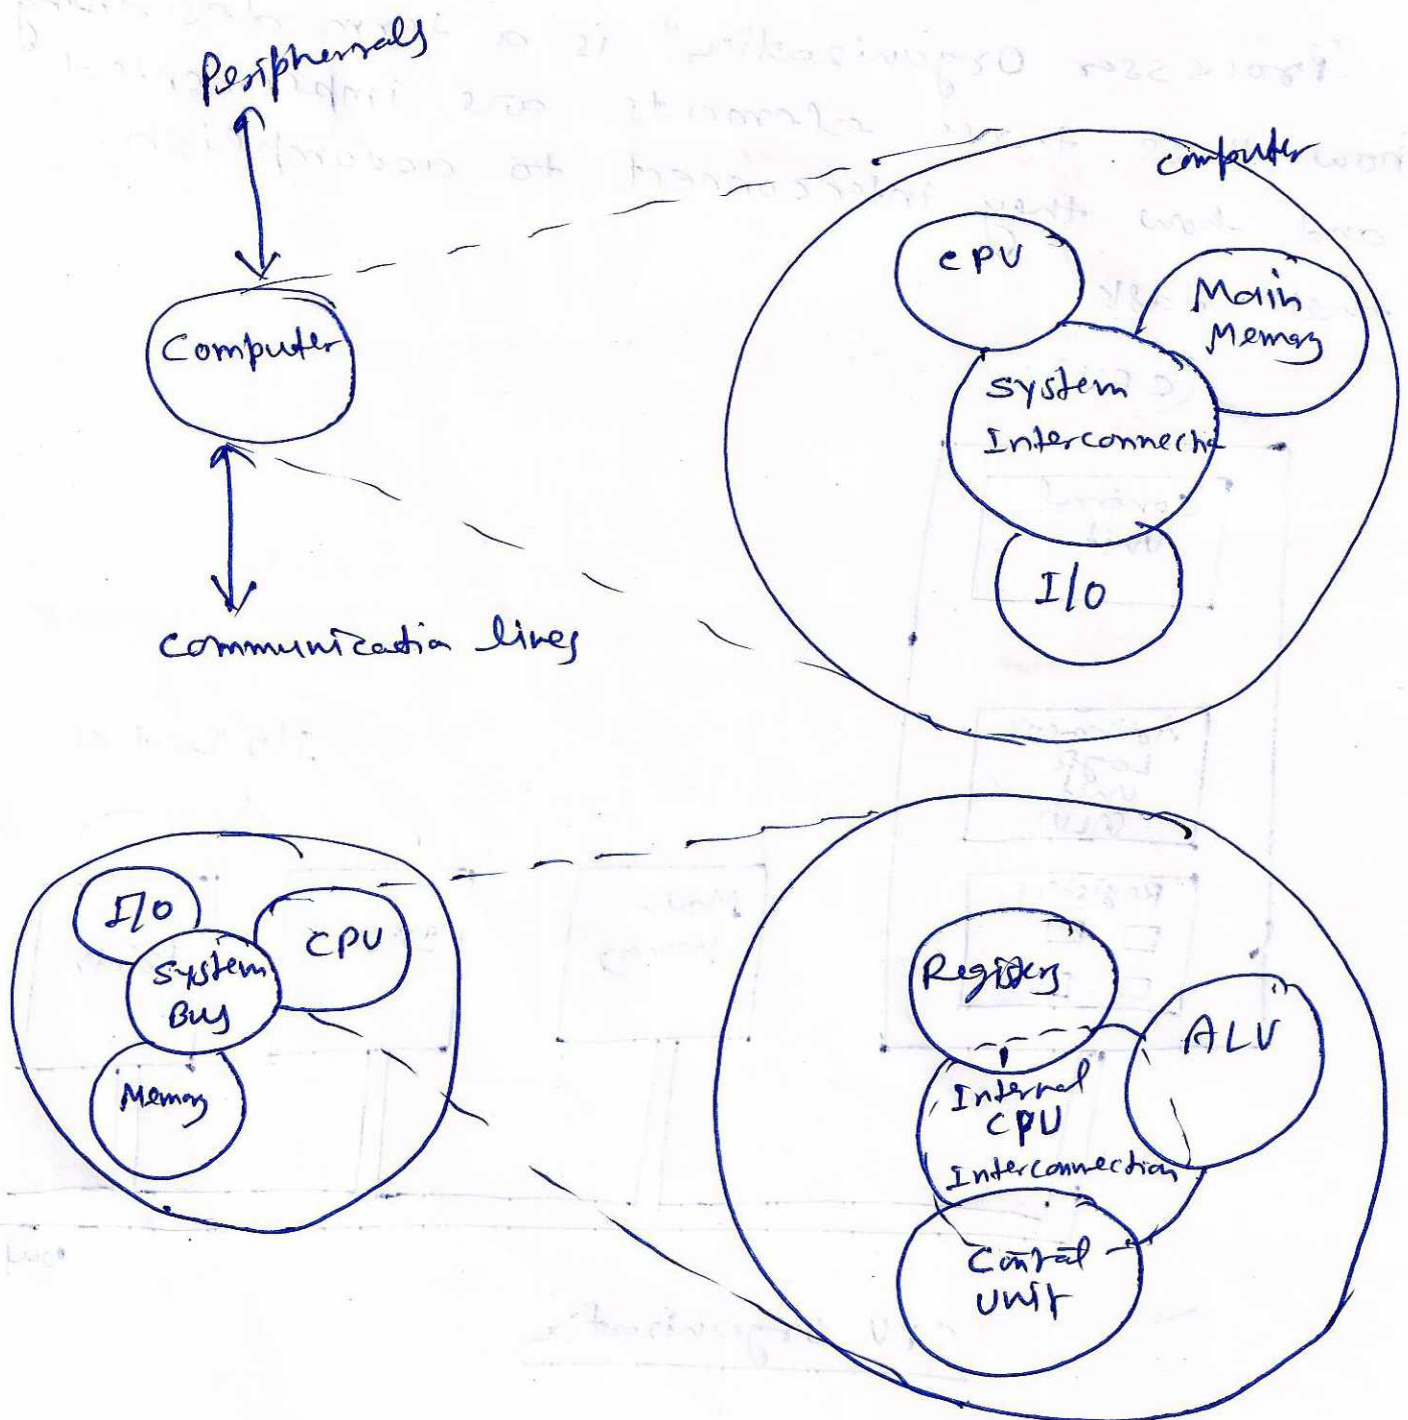 Peripherals
Computer
Communication lines
Computer
CPU
Main
Memory
System
Interconnectio
I/O
I/O
CPU
System
Bus
Memory
Registers
ALU
Internal
CPU
Interconnection
Control
Unit